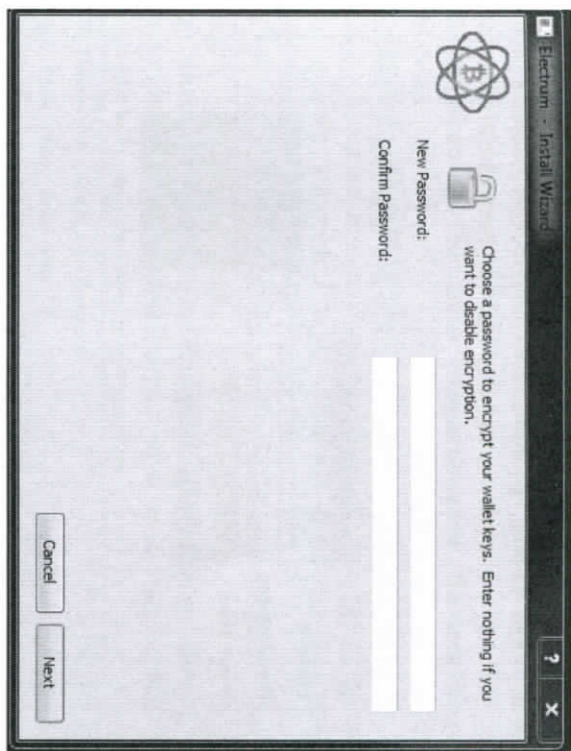 Electrum - Install Wizard
? X
Choose a password to encrypt your wallet keys. Enter nothing if you
want to disable encryption.
New Password:
Confirm Password:
Cancel
Next